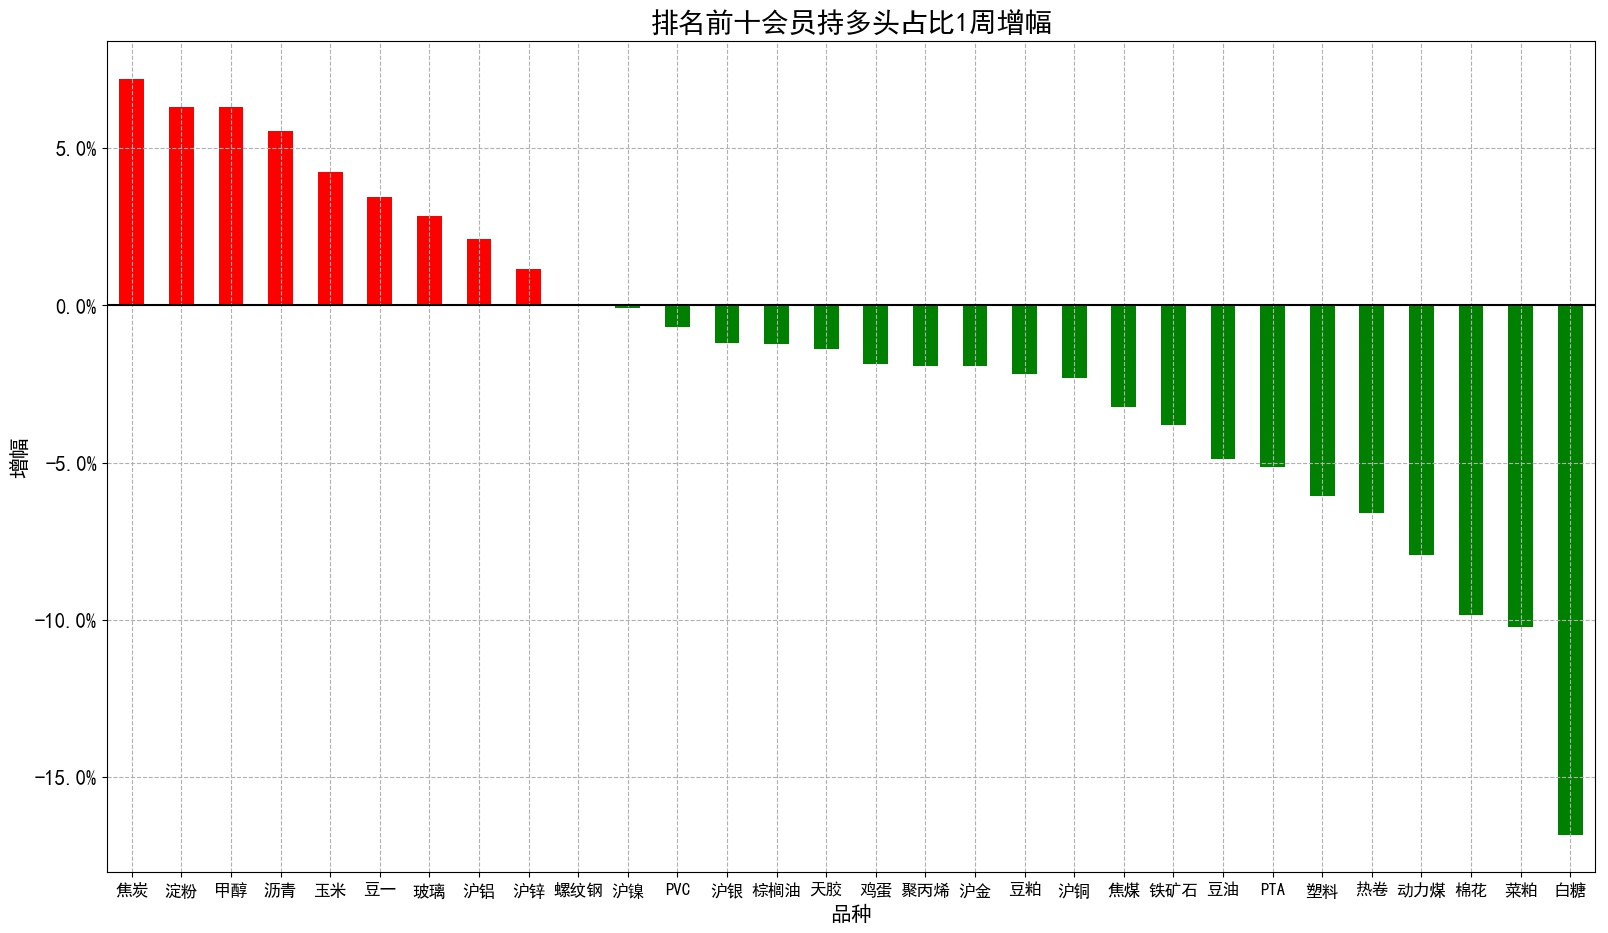 排名前十会员持多头占比1周增幅
5.0%
0.0%
−5.0%
−10.0%
−15.0%
增幅
焦炭 淀粉 甲醇 沥青 玉米 豆一 玻璃 沪铝 沪锌 螺纹钢 沪镍 PVC 沪银 棕榈油 天胶 鸡蛋 聚丙烯 沪金 豆粕 沪铜 焦煤 铁矿石 豆油 PTA 塑料 热卷 动力煤 棉花 菜粕 白糖
品种